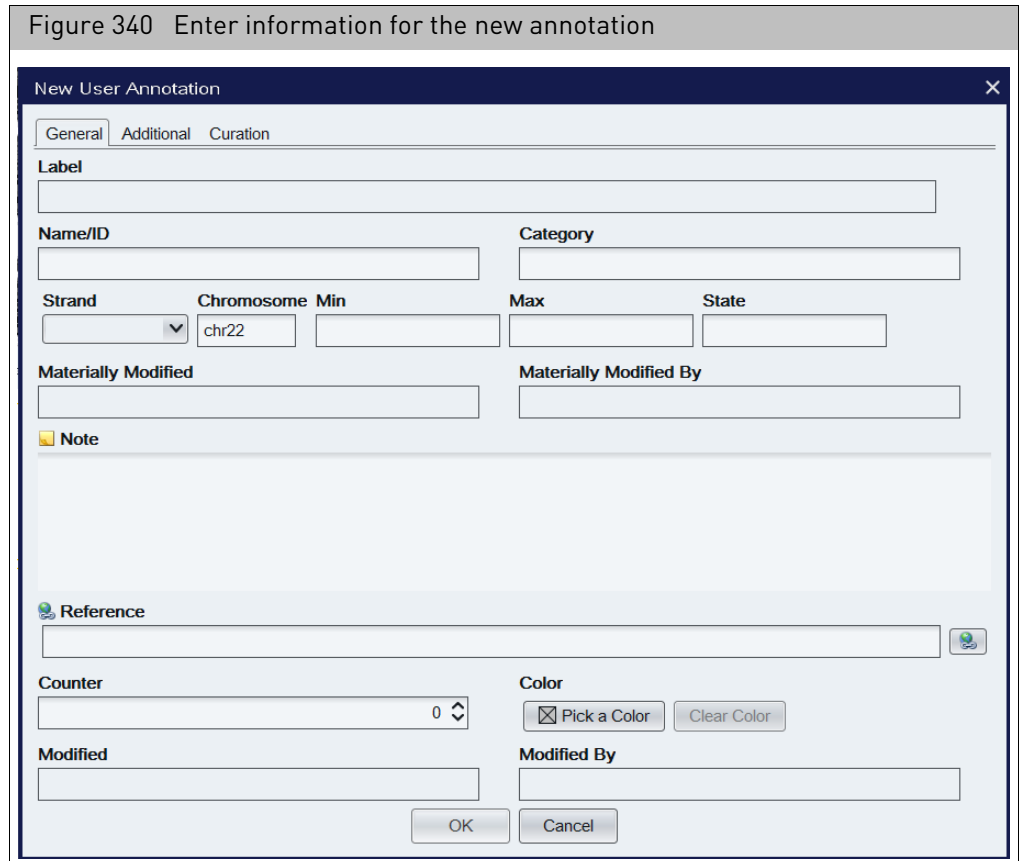 Figure 340 Enter information for the new annotation
New User Annotation
General Additional Curation
Label
Name/ID Category
Strand Chromosome Min Max State
chr22
Materially Modified Materially Modified By
Note
Reference
Counter Color
0 Pick a Color Clear Color
Modified Modified By
OK Cancel